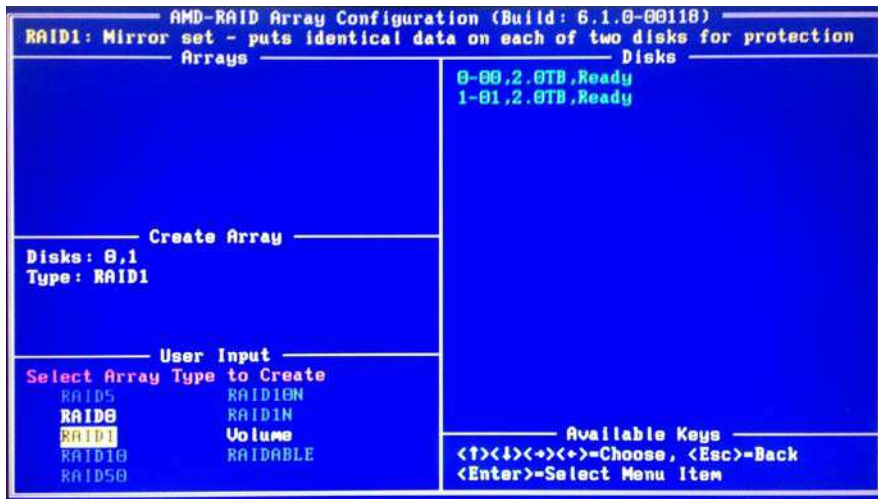 AMD-RAID Array Configuration (Build: 6.1.0-00118)
RAID1: Mirror set - puts identical data on each of two disks for protection
Arrays
Disks
0-00,2.0TB,Ready
1-01,2.0TB,Ready
Create Array
Disks: 0,1
Type: RAID1
User Input
Select Array Type to Create
RAID5 RAID10N
RAID0 RAID1N
RAID1 Volume
RAID10 RAIDABLE
RAID50
Available Keys
<↑><↓><→><←>=Choose, <Esc>=Back
<Enter>=Select Menu Item